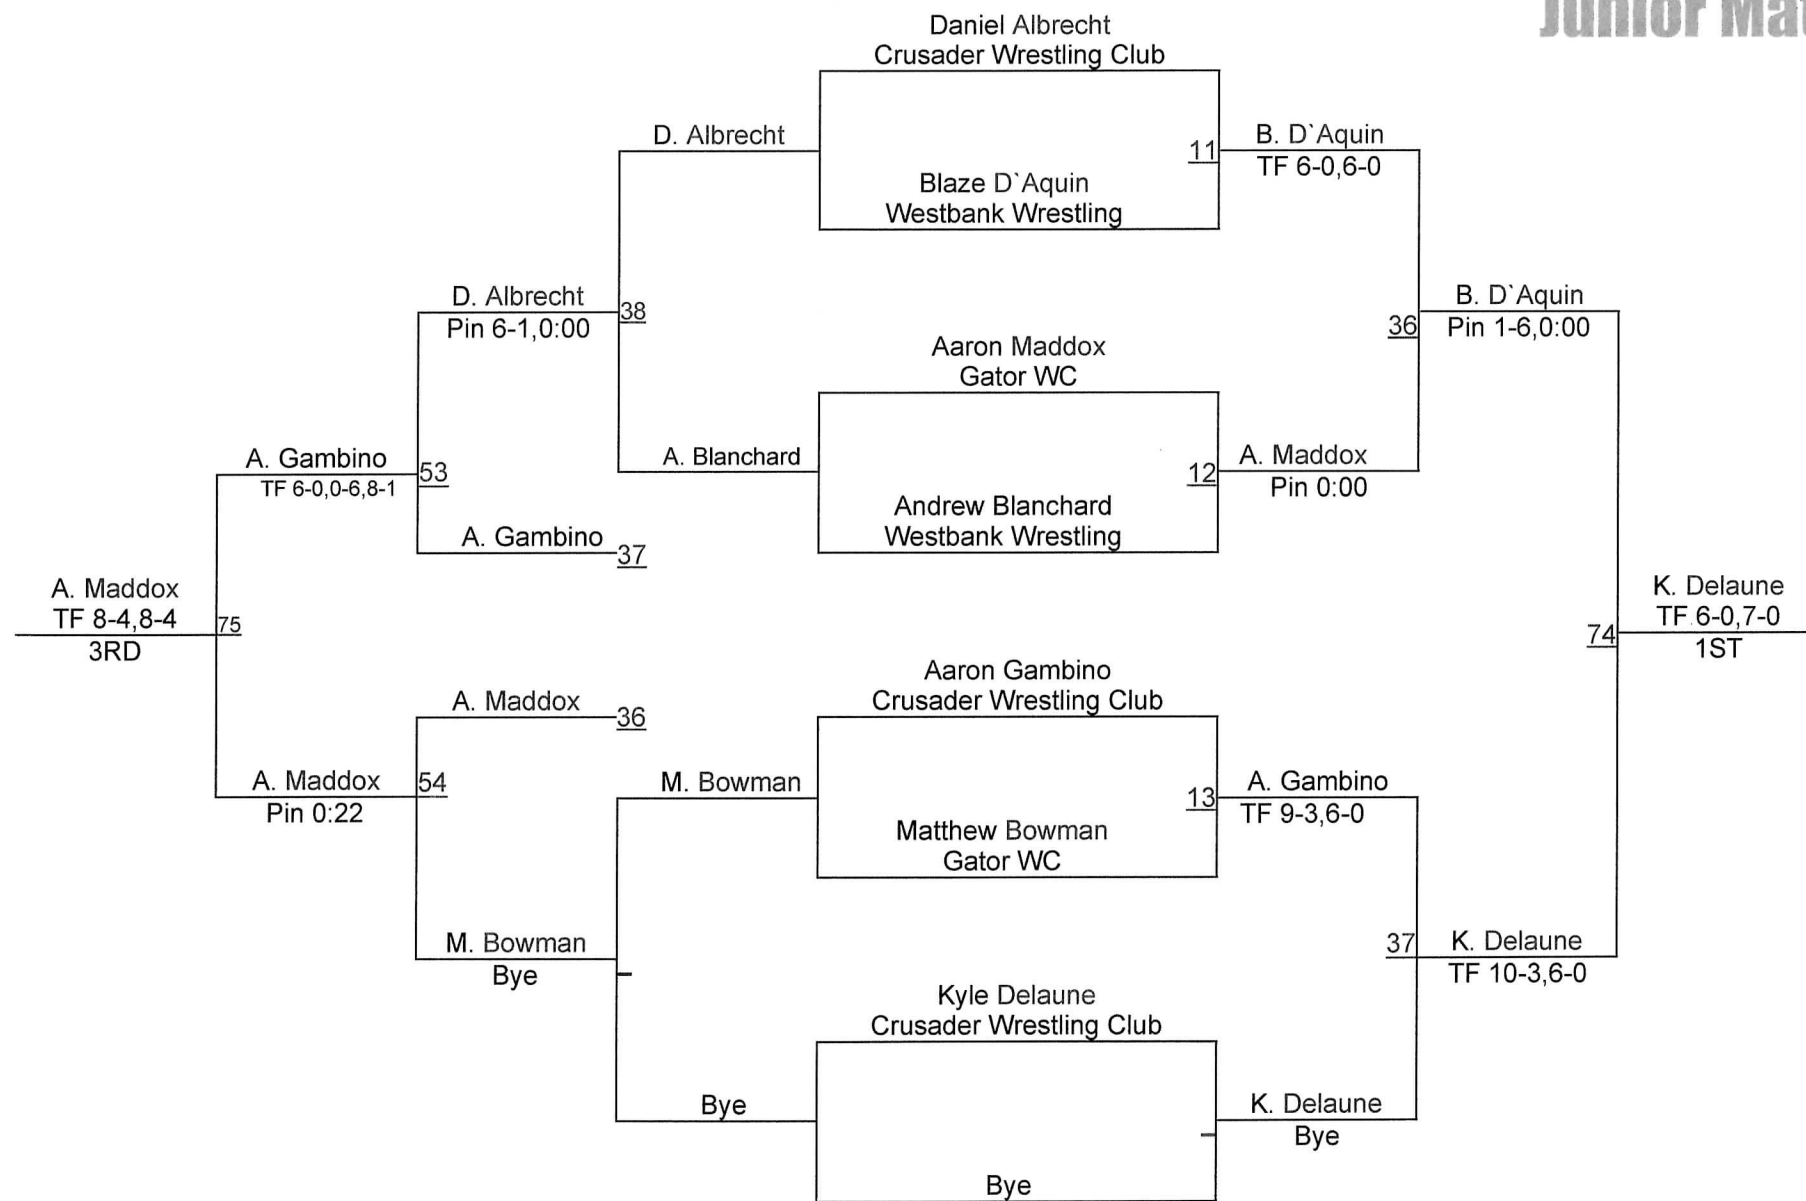 Junior Mat
Daniel Albrecht
Crusader Wrestling Club
D. Albrecht
11
B. D`Aquin
TF 6-0,6-0
Blaze D`Aquin
Westbank Wrestling
D. Albrecht
Pin 6-1,0:00
38
36
B. D`Aquin
Pin 1-6,0:00
Aaron Maddox
Gator WC
A. Gambino
TF 6-0,0-6,8-1
53
A. Blanchard
12
A. Maddox
Pin 0:00
Andrew Blanchard
Westbank Wrestling
A. Gambino
37
A. Maddox
TF 8-4,8-4
3RD
75
74
K. Delaune
TF 6-0,7-0
1ST
Aaron Gambino
Crusader Wrestling Club
A. Maddox
36
A. Maddox
Pin 0:22
54
M. Bowman
13
A. Gambino
TF 9-3,6-0
Matthew Bowman
Gator WC
M. Bowman
Bye
37
K. Delaune
TF 10-3,6-0
Kyle Delaune
Crusader Wrestling Club
Bye
K. Delaune
Bye
Bye